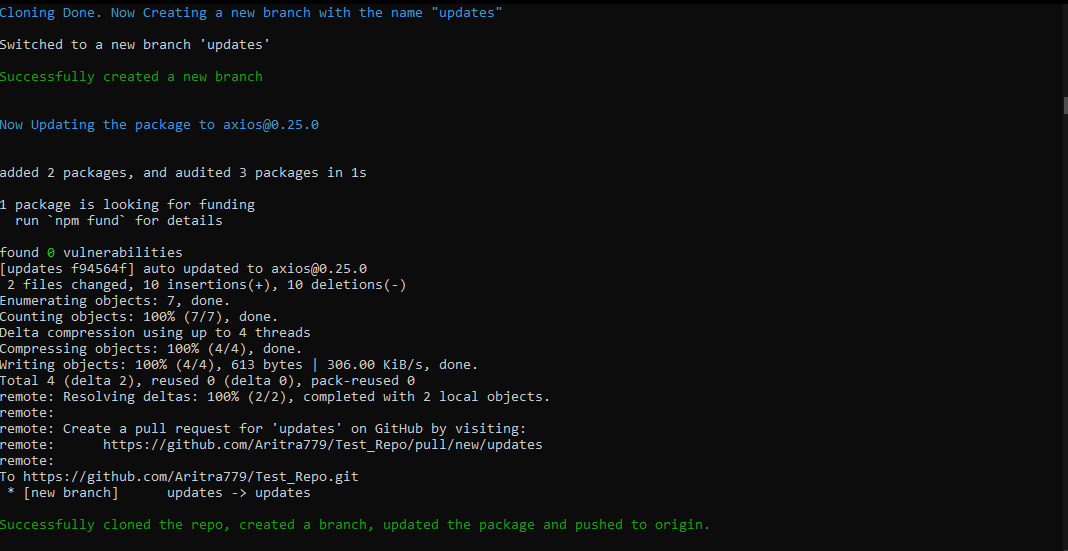 Cloning Done. Now Creating a new branch with the name "updates"
Switched to a new branch 'updates'
Successfully created a new branch
Now Updating the package to axios@0.25.0
added 2 packages, and audited 3 packages in 1s
1 package is looking for funding
  run `npm fund` for details
found 0 vulnerabilities
[updates f94564f] auto updated to axios@0.25.0
 2 files changed, 10 insertions(+), 10 deletions(-)
Enumerating objects: 7, done.
Counting objects: 100% (7/7), done.
Delta compression using up to 4 threads
Compressing objects: 100% (4/4), done.
Writing objects: 100% (4/4), 613 bytes | 306.00 KiB/s, done.
Total 4 (delta 2), reused 0 (delta 0), pack-reused 0
remote: Resolving deltas: 100% (2/2), completed with 2 local objects.
remote:
remote: Create a pull request for 'updates' on GitHub by visiting:
remote:      https://github.com/Aritra779/Test_Repo/pull/new/updates
remote:
To https://github.com/Aritra779/Test_Repo.git
 * [new branch]      updates -> updates
Successfully cloned the repo, created a branch, updated the package and pushed to origin.